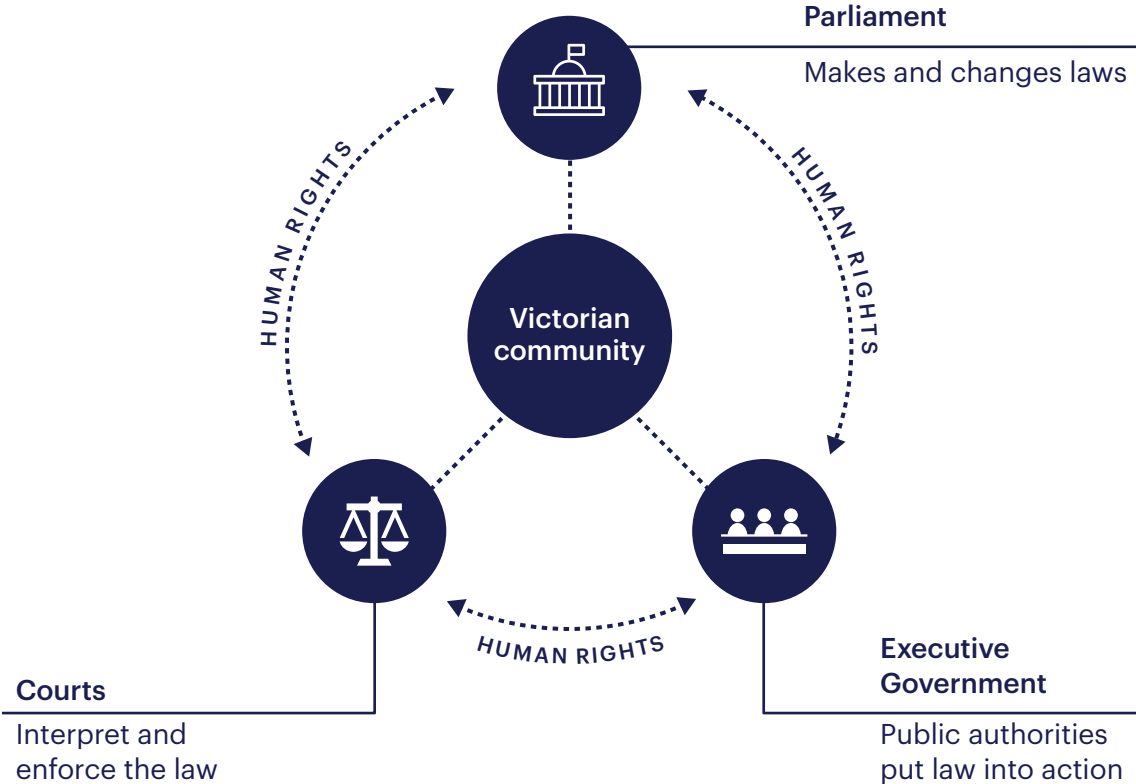 Parliament
Makes and changes laws
HUMAN RIGHTS
HUMAN RIGHTS
Victorian
community
HUMAN RIGHTS
Courts
Interpret and
enforce the law
Executive
Government
Public authorities
put law into action